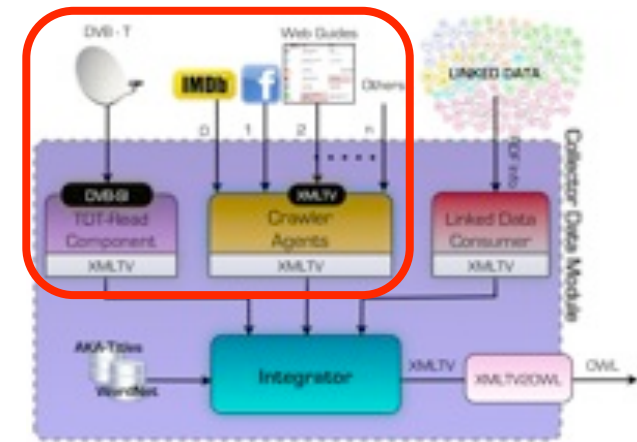 DVB - T
Web Guides
IMDb
f
Others
LINKED DATA
0
1
2
n
RDF info
Collector Data Module
DVB-SI
XMLTV
TDT-Read
Component
Crawler
Agents
Linked Data
Consumer
XMLTV
XMLTV
XMLTV
AKA-Titles
WordNet
Integrator
XMLTV
XMLTV2OWL
OWL